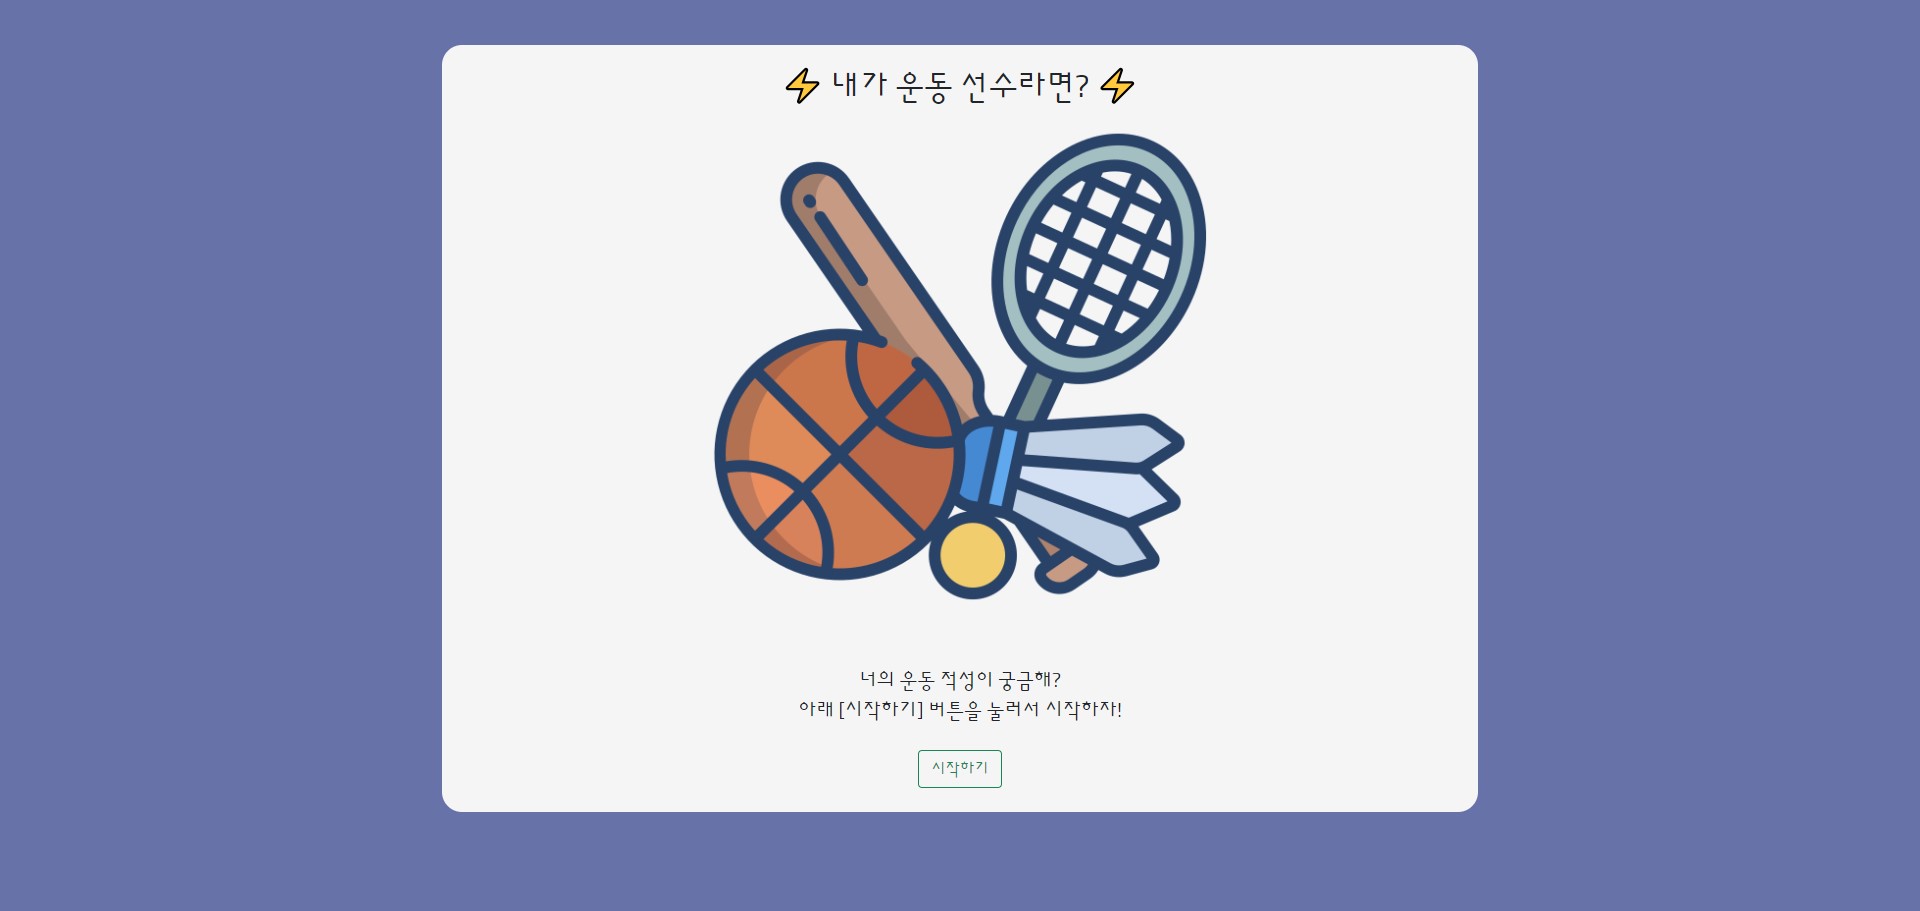 ⚡ 내가 운동 선수라면? ⚡
너의 운동 적성이 궁금해?
아래 [시작하기] 버튼을 눌러서 시작하자!
시작하기